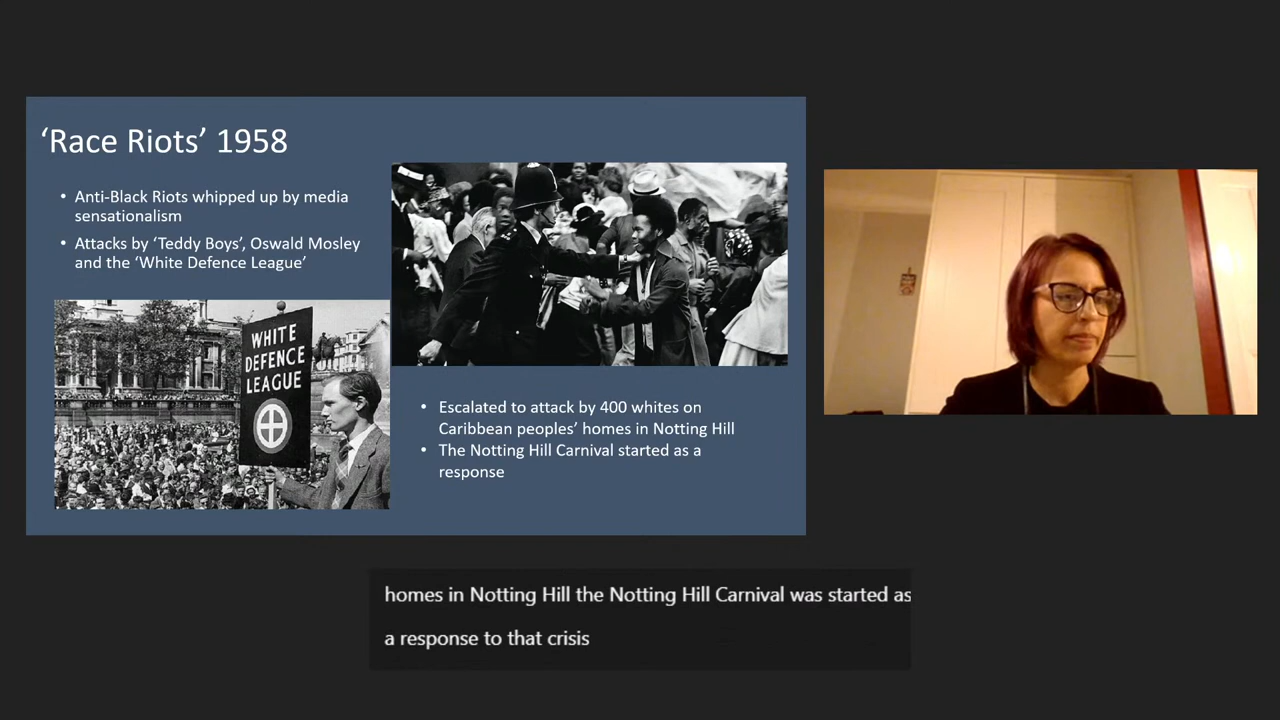 ‘Race Riots’ 1958
• Anti-Black Riots whipped up by media
sensationalism
• Attacks by ‘Teddy Boys’, Oswald Mosley
and the ‘White Defence League’
WHITE
DEFENCE
LEAGUE
• Escalated to attack by 400 whites on
Caribbean peoples’ homes in Notting Hill
• The Notting Hill Carnival started as a
response
homes in Notting Hill the Notting Hill Carnival was started as
a response to that crisis